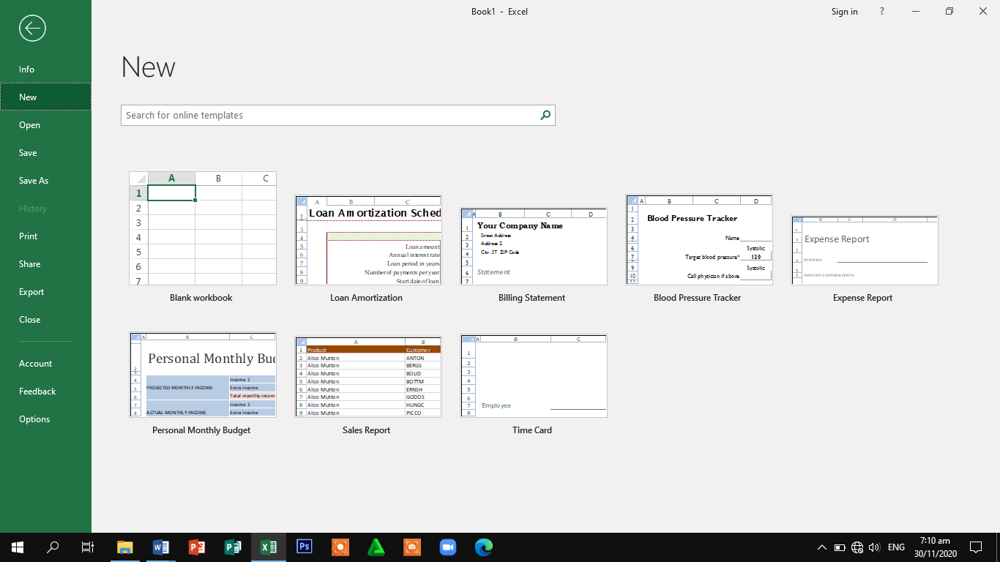 Book1 - Excel
Sign in
?
Info
New
Open
Save
Save As
History
Print
Share
Export
Close
Account
Feedback
Options
New
Search for online templates
A B C
1
2
3
4
5
6
7
Blank workbook
A B C
1 Loan Amortization Sched
3
4
5 Loan amount
6 Annual interest rate
7 Loan period in years
8 Number of payments per year
9 Start date of loan
Loan Amortization
A B C D
1 Your Company Name
2 Street Address
3 Address 2
4 City, ST ZIP Code
5
6 Statement
7
Billing Statement
A B C D
1
2 Blood Pressure Tracker
3
4 Name
6 Systolic
7 Target blood pressure* 120
9 Systolic
10 Call physician if above
11
Blood Pressure Tracker
B C D
1
2 Expense Report
3
4 PURPOSE:
5
6 EMPLOYEE INFORMATION:
Expense Report
A B C
2 Personal Monthly Bud
3
4 Income 1
5 PROJECTED MONTHLY INCOME Extra income
6 Total monthly income
7 Income 1
8 ACTUAL MONTHLY INCOME Extra income
Personal Monthly Budget
A B
1 Product Customer
2 Alice Mutton ANTON
3 Alice Mutton BERGS
4 Alice Mutton BOLID
5 Alice Mutton BOTTM
6 Alice Mutton ERNSH
7 Alice Mutton GODOS
8 Alice Mutton HUNGC
9 Alice Mutton PICCO
Sales Report
A B C
1
2
3
4
5
6
7 Employee
8
Time Card
ENG
7:10 am
30/11/2020